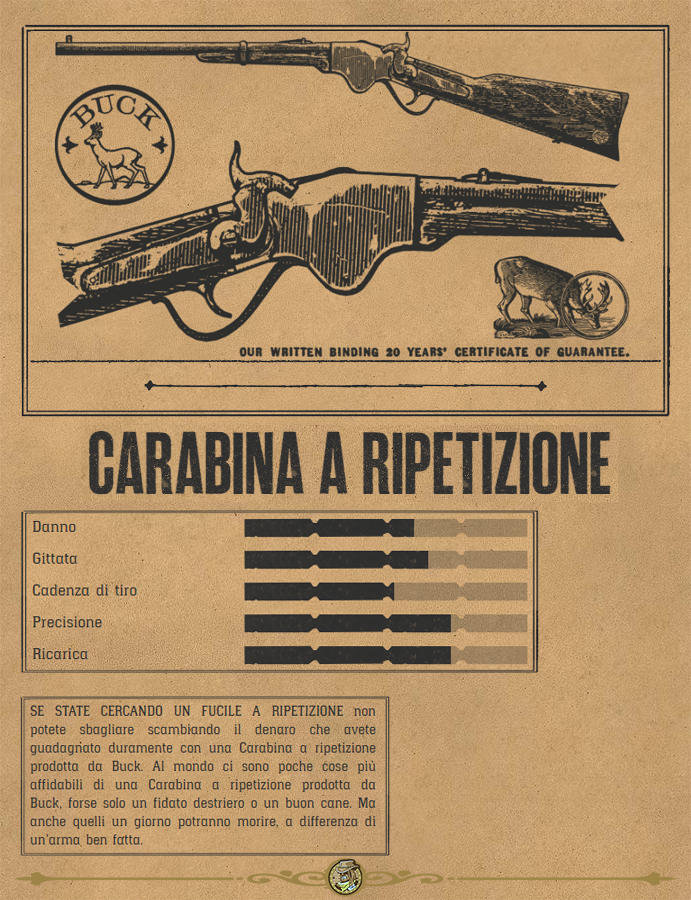 BUCK
OUR WRITTEN BINDING 20 YEARS' CERTIFICATE OF GUARANTEE.
CARABINA A RIPETIZIONE
Danno
Gittata
Cadenza di tiro
Precisione
Ricarica
SE STATE CERCANDO UN FUCILE A RIPETIZIONE non
potete sbagliare scambiando il denaro che avete
guadagnato duramente con una Carabina a ripetizione
prodotta da Buck. Al mondo ci sono poche cose più
affidabili di una Carabina a ripetizione prodotta da
Buck, forse solo un fidato destriero o un buon cane. Ma
anche quelli un giorno potranno morire, a differenza di
un'arma ben fatta.